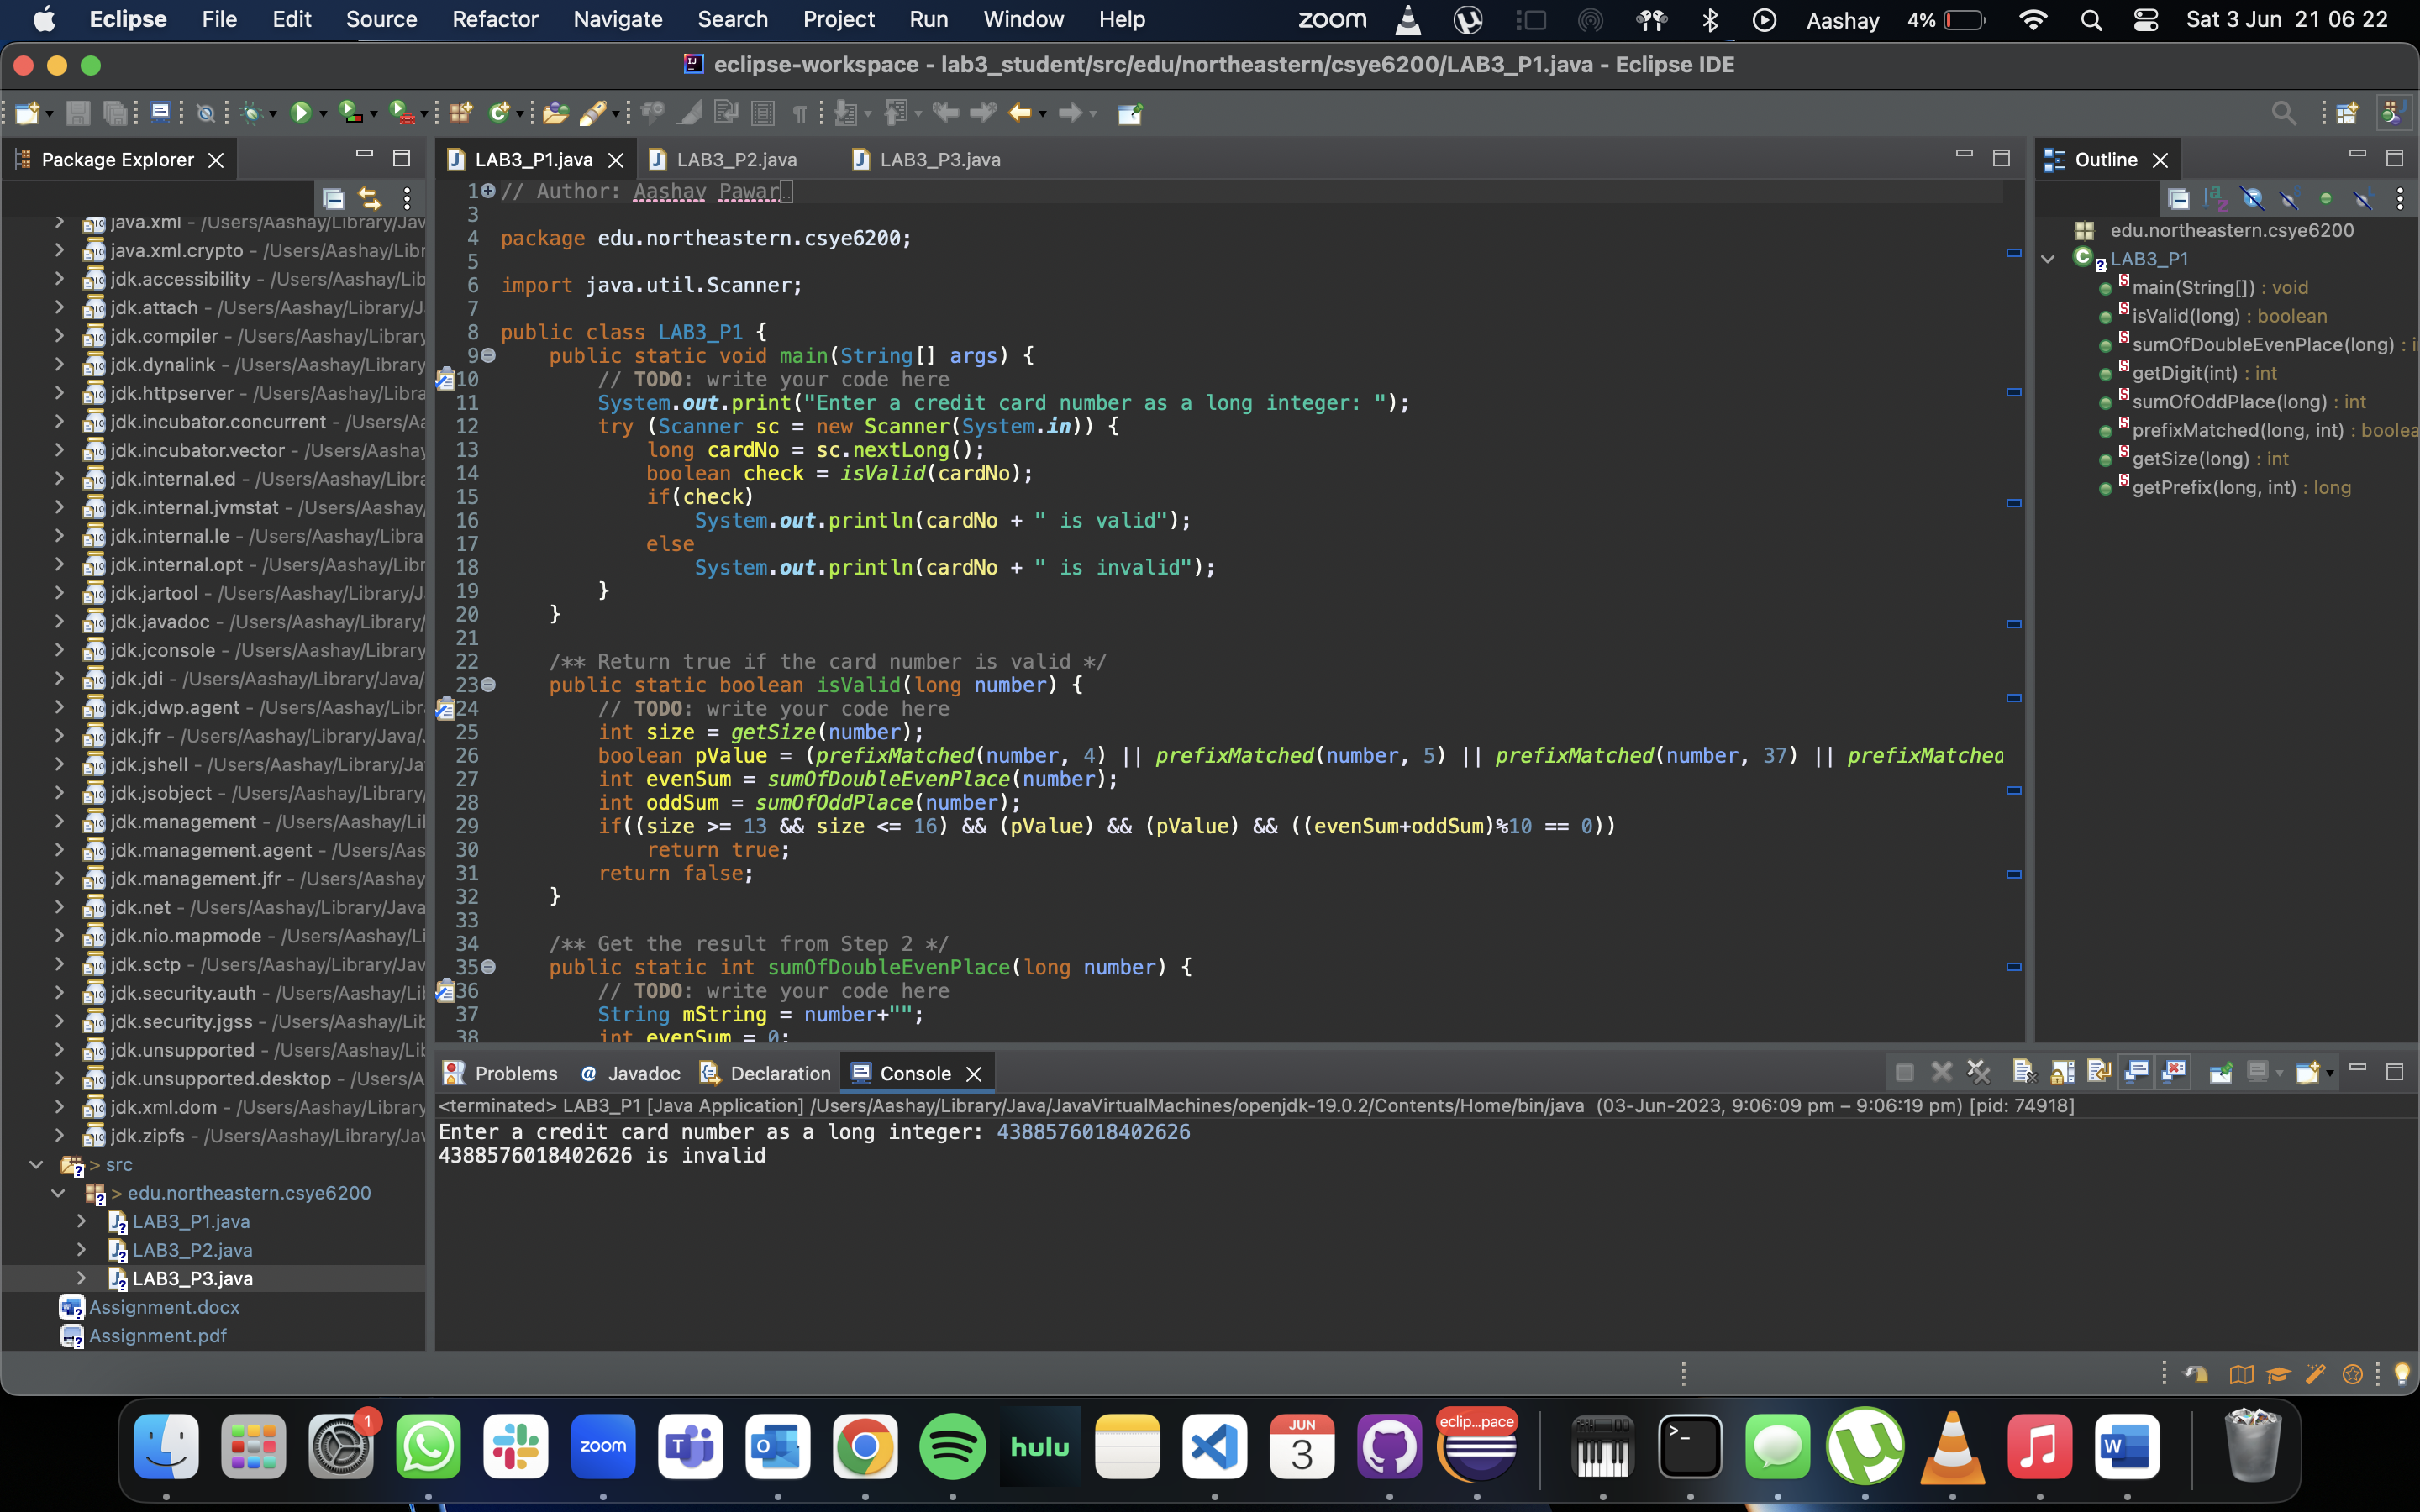 Eclipse File Edit Source Refactor Navigate Search Project Run Window Help zoom Aashay 4% Sat 3 Jun 21 06 22
eclipse-workspace - lab3_student/src/edu/northeastern/csye6200/LAB3_P1.java - Eclipse IDE
Package Explorer
java.xml - /Users/Aashay/Library/Jav
java.xml.crypto - /Users/Aashay/Libr
jdk.accessibility - /Users/Aashay/Lib
jdk.attach - /Users/Aashay/Library/J
jdk.compiler - /Users/Aashay/Library
jdk.dynalink - /Users/Aashay/Library
jdk.httpserver - /Users/Aashay/Libra
jdk.incubator.concurrent - /Users/Aa
jdk.incubator.vector - /Users/Aashay
jdk.internal.ed - /Users/Aashay/Libra
jdk.internal.jvmstat - /Users/Aashay/
jdk.internal.le - /Users/Aashay/Libra
jdk.internal.opt - /Users/Aashay/Libr
jdk.jartool - /Users/Aashay/Library/J
jdk.javadoc - /Users/Aashay/Library/
jdk.jconsole - /Users/Aashay/Library
jdk.jdi - /Users/Aashay/Library/Java/
jdk.jdwp.agent - /Users/Aashay/Libr
jdk.jfr - /Users/Aashay/Library/Java/
jdk.jshell - /Users/Aashay/Library/Ja
jdk.jsobject - /Users/Aashay/Library/
jdk.management - /Users/Aashay/Li
jdk.management.agent - /Users/Aas
jdk.management.jfr - /Users/Aashay
jdk.net - /Users/Aashay/Library/Java
jdk.nio.mapmode - /Users/Aashay/Li
jdk.sctp - /Users/Aashay/Library/Jav
jdk.security.auth - /Users/Aashay/Li
jdk.security.jgss - /Users/Aashay/Lib
jdk.unsupported - /Users/Aashay/Lib
jdk.unsupported.desktop - /Users/A
jdk.xml.dom - /Users/Aashay/Library
jdk.zipfs - /Users/Aashay/Library/Jav
> src
> edu.northeastern.csye6200
LAB3_P1.java
LAB3_P2.java
LAB3_P3.java
Assignment.docx
Assignment.pdf
LAB3_P1.java LAB3_P2.java LAB3_P3.java
1 // Author: Aashay Pawar
3
4 package edu.northeastern.csye6200;
5
6 import java.util.Scanner;
7
8 public class LAB3_P1 {
9 public static void main(String[] args) {
10 // TODO: write your code here
11 System.out.print("Enter a credit card number as a long integer: ");
12 try (Scanner sc = new Scanner(System.in)) {
13 long cardNo = sc.nextLong();
14 boolean check = isValid(cardNo);
15 if(check)
16 System.out.println(cardNo + " is valid");
17 else
18 System.out.println(cardNo + " is invalid");
19 }
20 }
21
22 /** Return true if the card number is valid */
23 public static boolean isValid(long number) {
24 // TODO: write your code here
25 int size = getSize(number);
26 boolean pValue = (prefixMatched(number, 4) || prefixMatched(number, 5) || prefixMatched(number, 37) || prefixMatched
27 int evenSum = sumOfDoubleEvenPlace(number);
28 int oddSum = sumOfOddPlace(number);
29 if((size >= 13 && size <= 16) && (pValue) && (pValue) && ((evenSum+oddSum)%10 == 0))
30 return true;
31 return false;
32 }
33
34 /** Get the result from Step 2 */
35 public static int sumOfDoubleEvenPlace(long number) {
36 // TODO: write your code here
37 String mString = number+"";
38 int evenSum = 0;
Outline
edu.northeastern.csye6200
LAB3_P1
main(String[]) : void
isValid(long) : boolean
sumOfDoubleEvenPlace(long) : i
getDigit(int) : int
sumOfOddPlace(long) : int
prefixMatched(long, int) : boolea
getSize(long) : int
getPrefix(long, int) : long
Problems Javadoc Declaration Console
<terminated> LAB3_P1 [Java Application] /Users/Aashay/Library/Java/JavaVirtualMachines/openjdk-19.0.2/Contents/Home/bin/java (03-Jun-2023, 9:06:09 pm – 9:06:19 pm) [pid: 74918]
Enter a credit card number as a long integer: 4388576018402626
4388576018402626 is invalid
1
zoom
hulu
JUN
3
eclip...pace